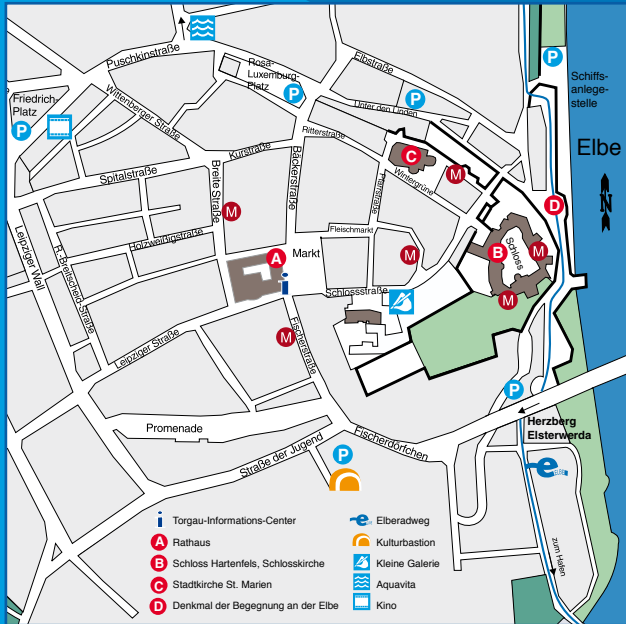 Puschkinstraße
Rosa-
Luxemburg-
Platz
Elbstraße
P
Schiffs-
anlege-
stelle
Friedrich-
Platz
P
Wittenberger Straße
P
P
Unter den Linden
Elbe
Ritterstraße
Kurstraße
C
M
Wintergrüne
N
Spitalstraße
Breite Straße
Bäckerstraße
Pfarrstraße
D
M
Fleischmarkt
Leipziger Wall
R.-Breitscheid-Straße
Holzweißigstraße
A
Markt
M
B
Schloss
M
i
Schlossstraße
M
Leipziger Straße
M
Fischerstraße
P
Promenade
Herzberg
Elsterwerda
Straße der Jugend
Fischerdörfchen
P
e
zum Hafen
i Torgau-Informations-Center
A Rathaus
B Schloss Hartenfels, Schlosskirche
C Stadtkirche St. Marien
D Denkmal der Begegnung an der Elbe
e Elberadweg
Kulturbastion
Kleine Galerie
Aquavita
Kino